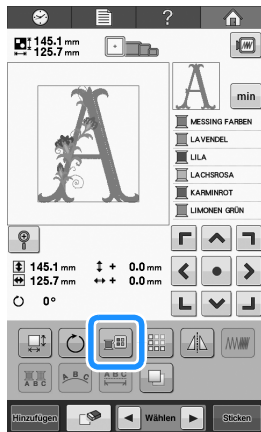 ?
145.1 mm
125.7 mm
A
A
min
MESSING FARBEN
LAVENDEL
LILA
LACHSROSA
KARMINROT
LIMONEN GRÜN
145.1 mm + 0.0 mm
125.7 mm + 0.0 mm
0°
A B C
A B C
A B C
Hinzufügen
Wählen
Sticken